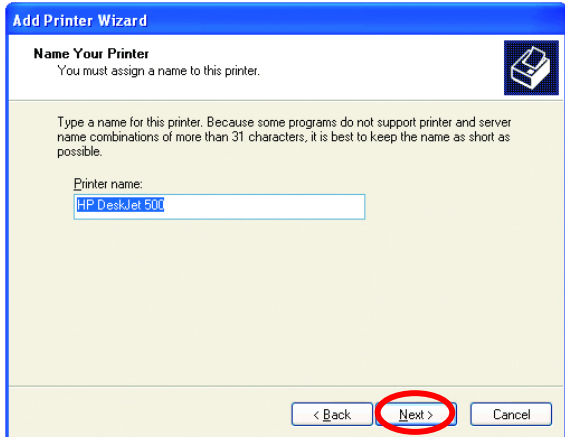 Add Printer Wizard
Name Your Printer
You must assign a name to this printer.
Type a name for this printer. Because some programs do not support printer and server
name combinations of more than 31 characters, it is best to keep the name as short as
possible.
Printer name:
HP DeskJet 500
< Back Next > Cancel